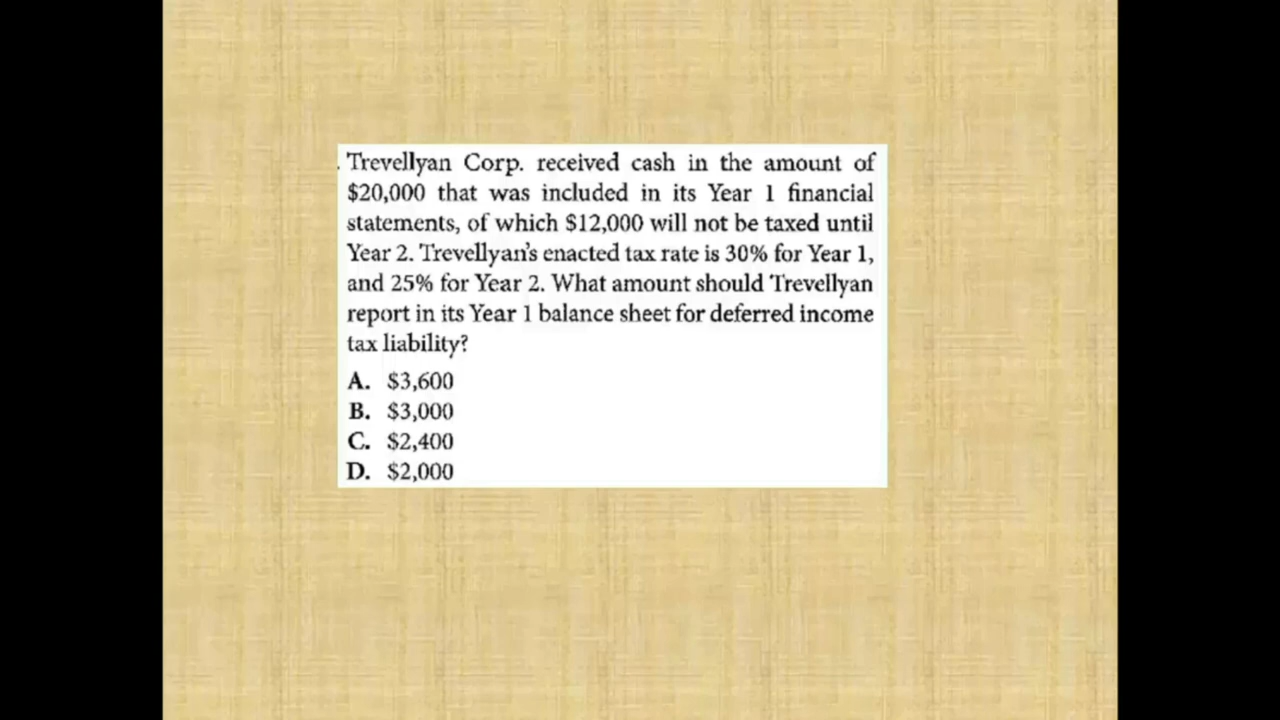 . Trevellyan Corp. received cash in the amount of
$20,000 that was included in its Year 1 financial
statements, of which $12,000 will not be taxed until
Year 2. Trevellyan's enacted tax rate is 30% for Year 1,
and 25% for Year 2. What amount should Trevellyan
report in its Year 1 balance sheet for deferred income
tax liability?
A. $3,600
B. $3,000
C. $2,400
D. $2,000